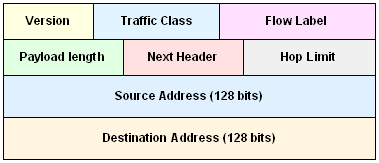 Version Traffic Class Flow Label
Payload length Next Header Hop Limit
Source Address (128 bits)
Destination Address (128 bits)